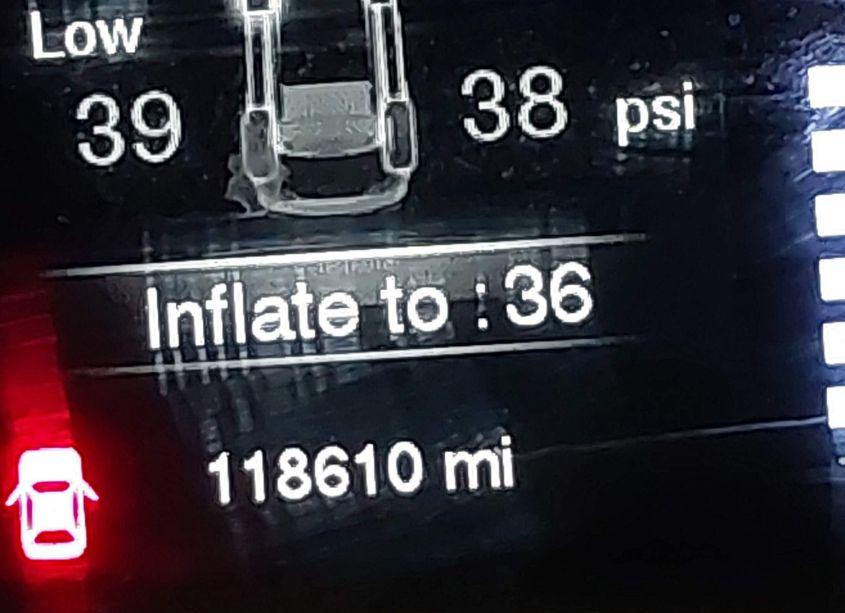 Low
39 38 psi
Inflate to : 36
118610 mi